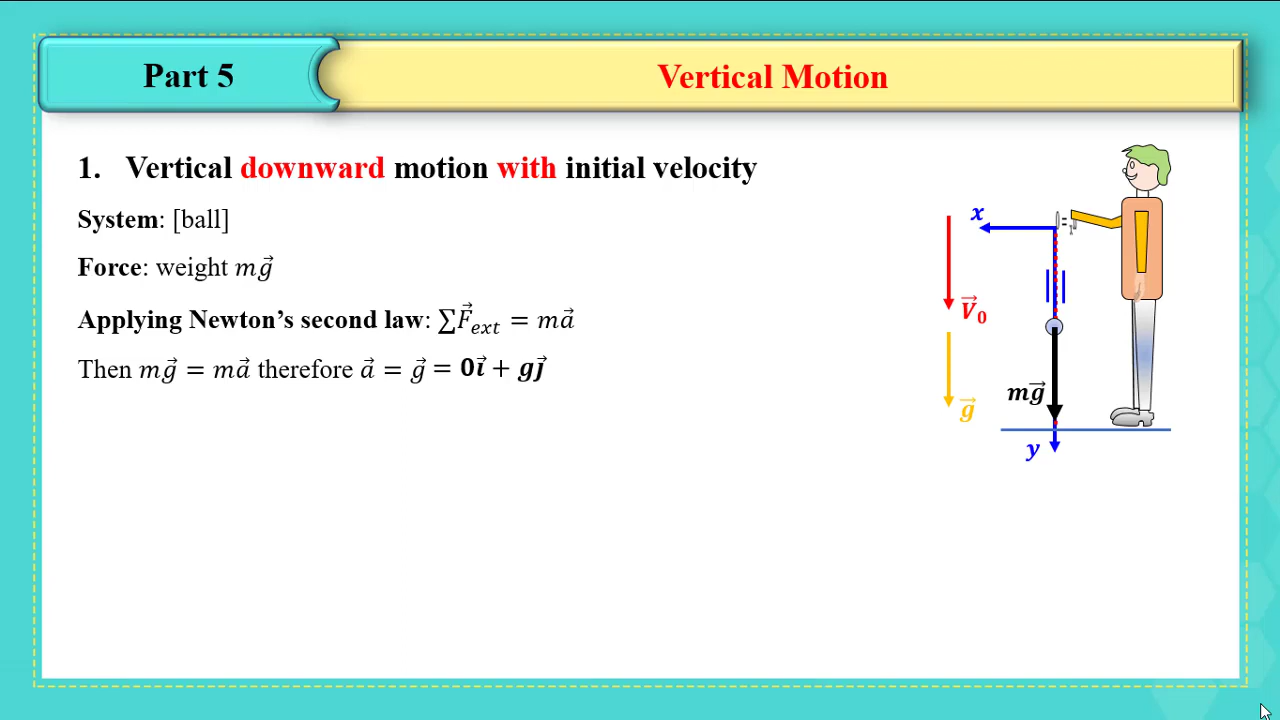 Part 5
Vertical Motion
1. Vertical downward motion with initial velocity
System: [ball]
Force: weight m𝑔⃗
Applying Newton's second law: ∑F⃗ₑₓₜ = ma⃗
Then mg⃗ = ma⃗ therefore a⃗ = g⃗ = 0i⃗ + gj⃗
x
V⃗₀
mg⃗
g⃗
y